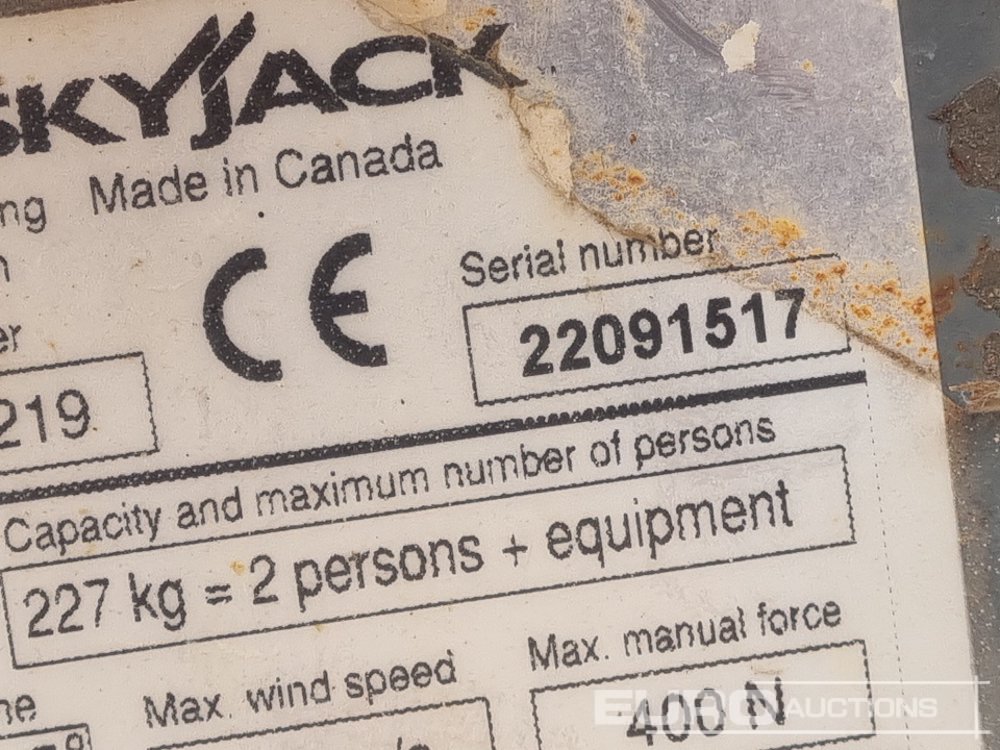 SKYJACK
Made in Canada
CE
Serial number
22091517
219
Capacity and maximum number of persons
227 kg = 2 persons + equipment
Max. wind speed
Max. manual force
400 N
EURO AUCTIONS